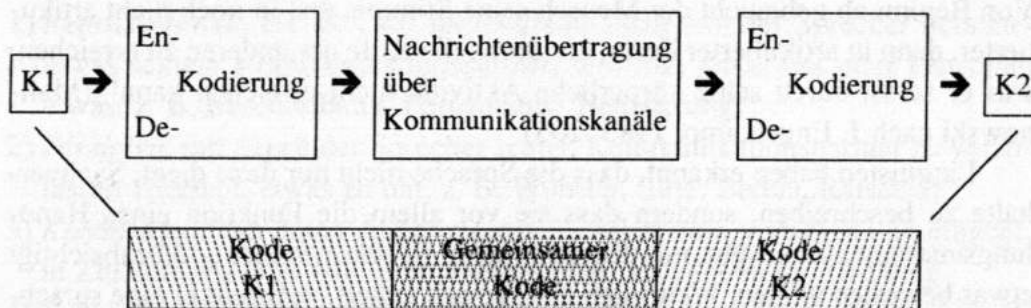 En-
Nachrichtenübertragung
En-
K1 → Kodierung → über → Kodierung → K2
De-
Kommunikationskanäle
De-
Kode
Gemeinsamer
Kode
K1
Kode
K2